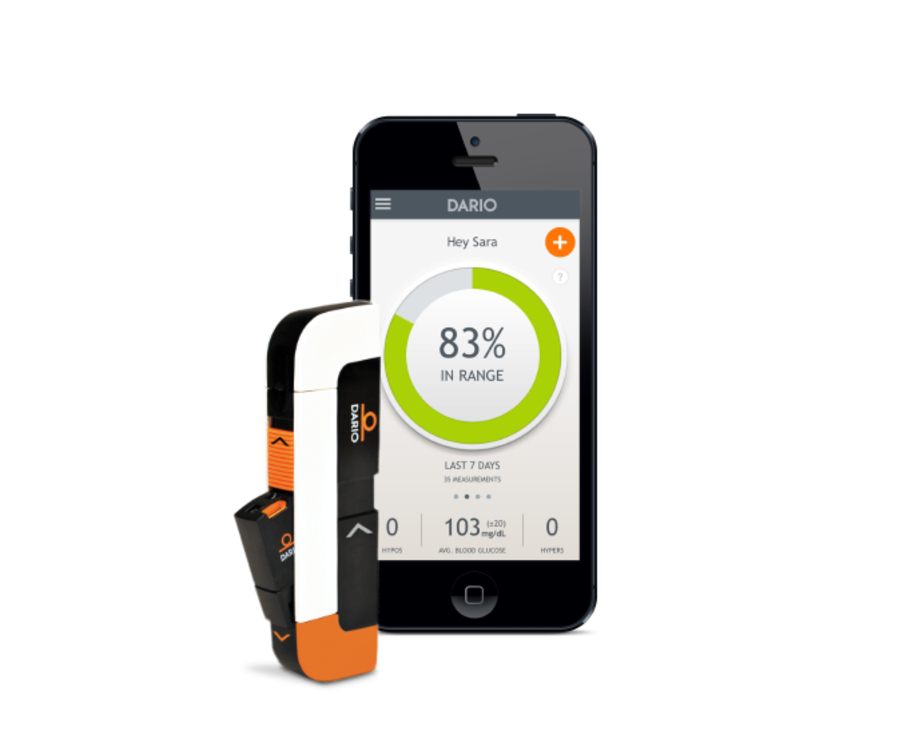 DARIO
Hey Sara
+
?
83%
IN RANGE
LAST 7 DAYS
35 MEASUREMENTS
0
HYPOS
103 (±20) mg/dL
AVG. BLOOD GLUCOSE
0
HYPERS
DARIO
DARIO